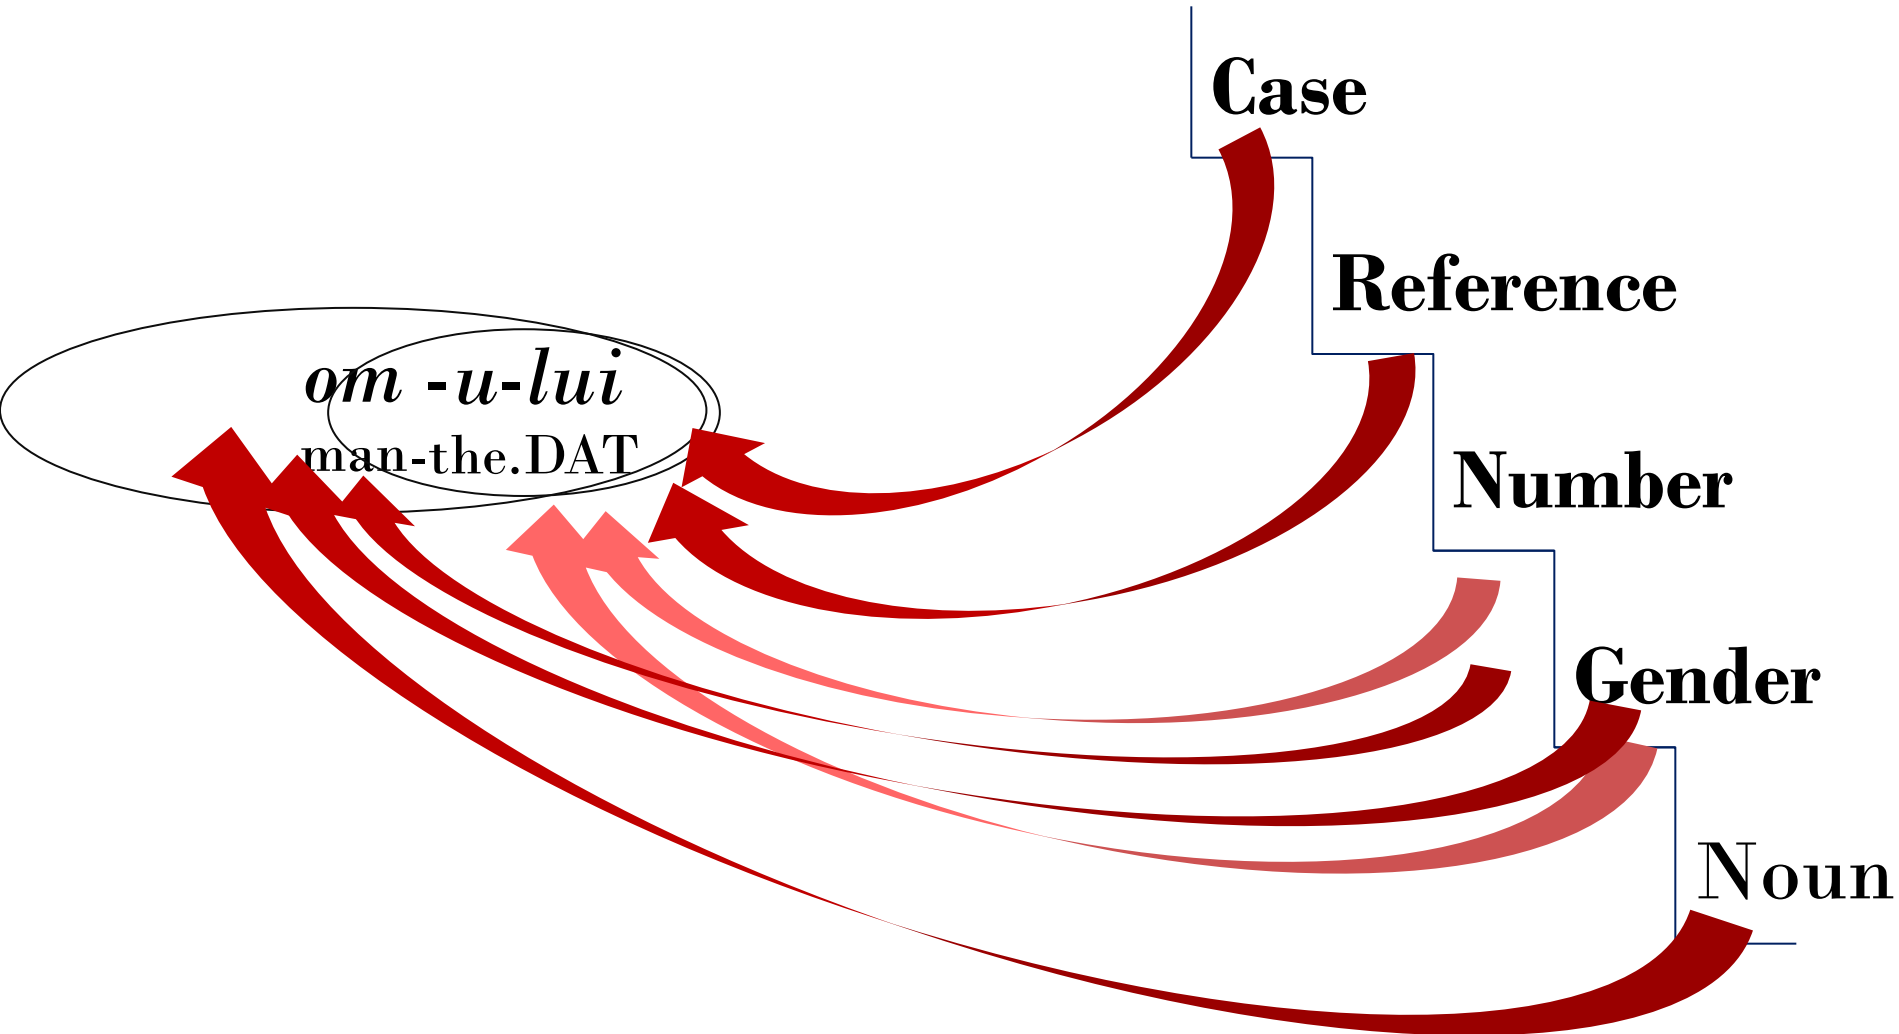 Case
Reference
om -u-lui
man-the.DAT
Number
Gender
Noun